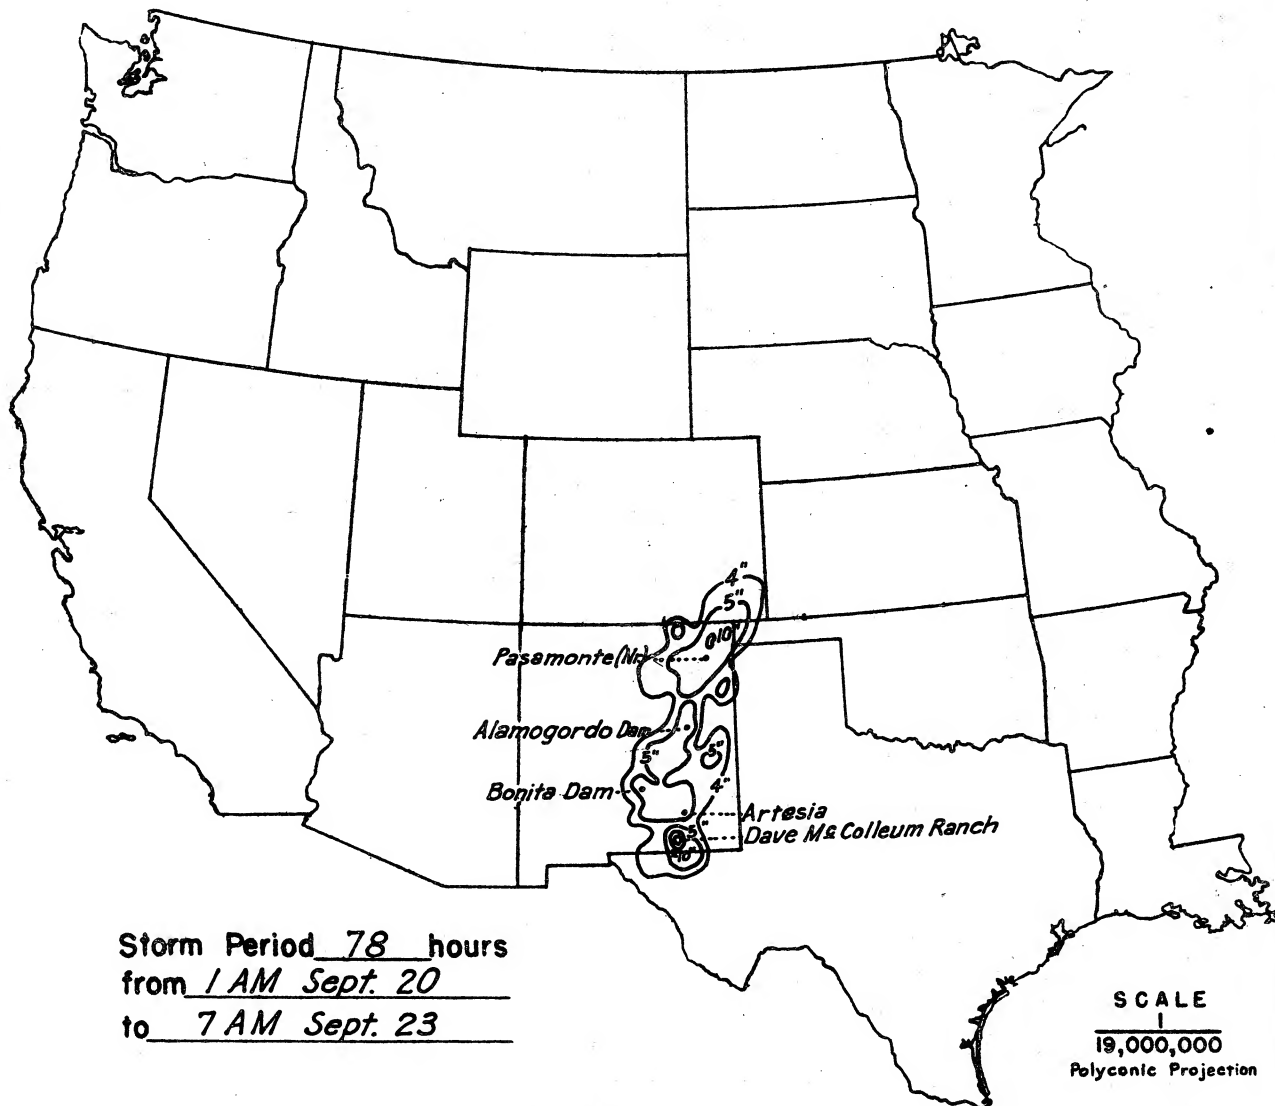 4"
5"
10"
Pasamonte(Nr.)
Alamogordo Dam
5"
5"
Bonita Dam
4"
Artesia
5"
Dave Mc Colleum Ranch
10"
Storm Period 78 hours
from 1 AM Sept. 20
to 7 AM Sept. 23
SCALE
1
19,000,000
Polyconic Projection